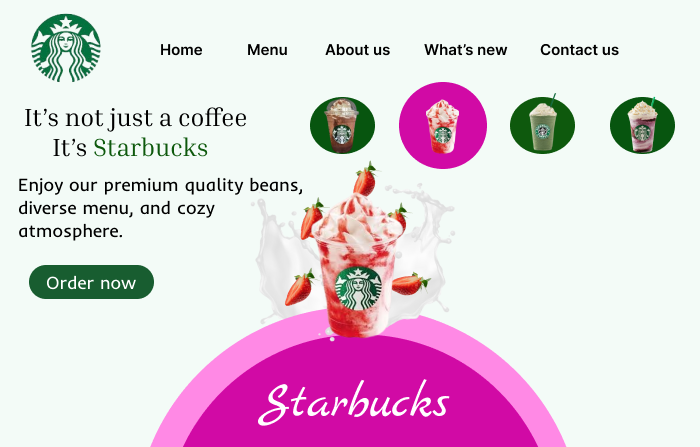 Home Menu About us What's new Contact us
It's not just a coffee
It's Starbucks
Enjoy our premium quality beans,
diverse menu, and cozy
atmosphere.
Order now
Starbucks